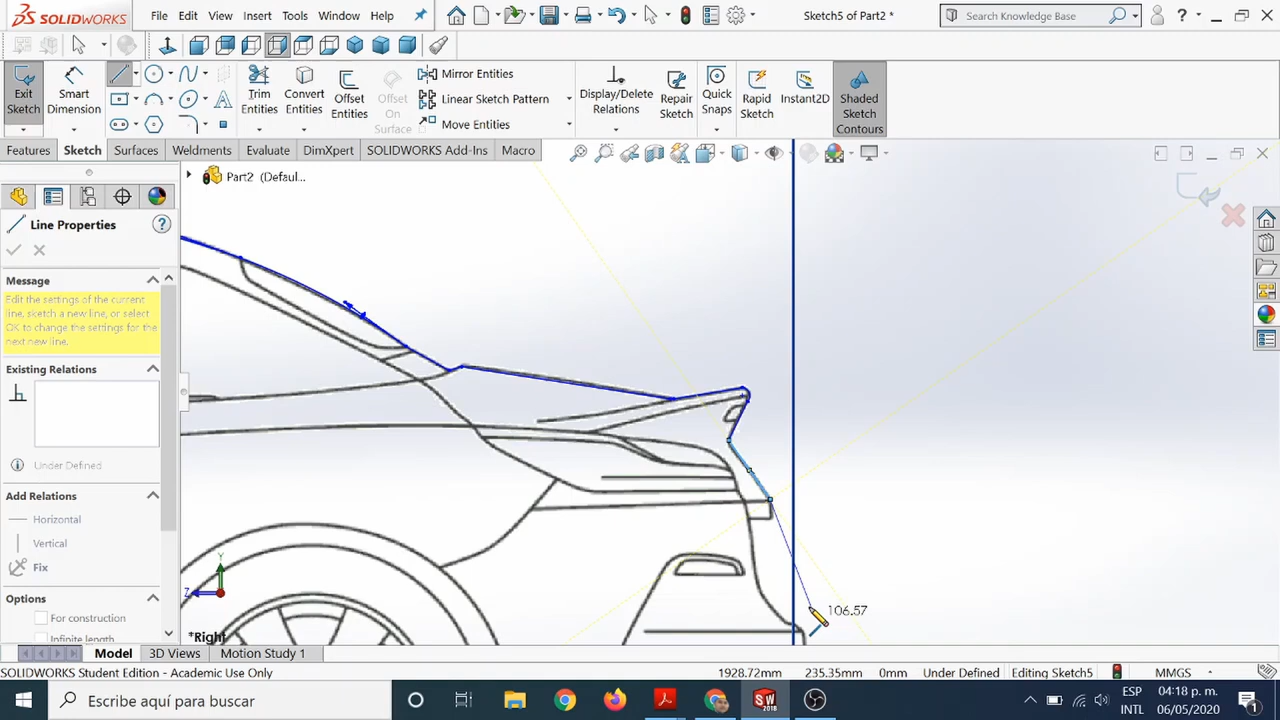 SOLIDWORKS
File Edit View Insert Tools Window Help
Sketch5 of Part2 *
Search Knowledge Base
Exit Sketch
Smart Dimension
Trim Entities
Convert Entities
Offset Entities
Offset On Surface
Mirror Entities
Linear Sketch Pattern
Move Entities
Display/Delete Relations
Repair Sketch
Quick Snaps
Rapid Sketch
Instant2D
Shaded Sketch Contours
Features Sketch Surfaces Weldments Evaluate DimXpert SOLIDWORKS Add-Ins Macro
Part2 (Defaul...
Line Properties
Message
Edit the settings of the current
line, sketch a new line, or select
OK to change the settings for the
next new line.
Existing Relations
Under Defined
Add Relations
Horizontal
Vertical
Fix
Options
For construction
Infinite length
Y
Z
*Right
106.57
Model 3D Views Motion Study 1
SOLIDWORKS Student Edition - Academic Use Only
1928.72mm 235.35mm 0mm Under Defined Editing Sketch5 MMGS
Escribe aquí para buscar
SW
2018
ESP
INTL
04:18 p. m.
06/05/2020
1